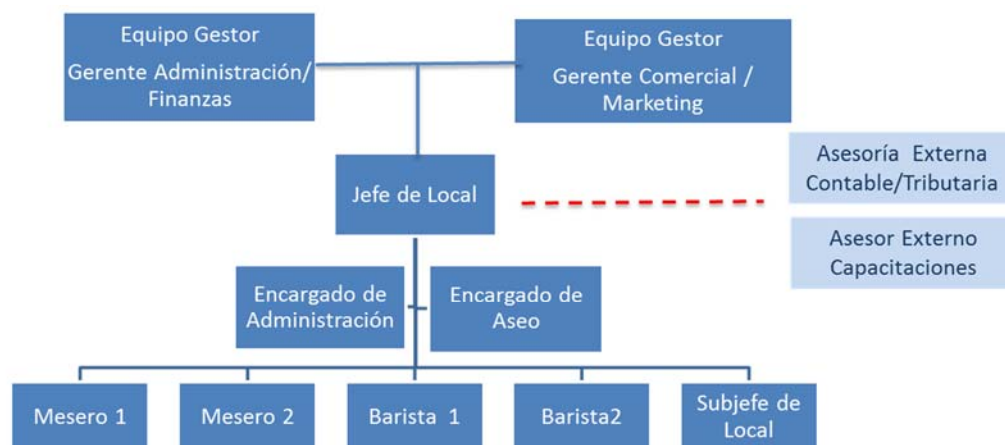 Equipo Gestor
Gerente Administración/
Finanzas
Equipo Gestor
Gerente Comercial /
Marketing
Asesoría Externa
Contable/Tributaria
Jefe de Local
Asesor Externo
Capacitaciones
Encargado de
Administración
Encargado de
Aseo
Mesero 1
Mesero 2
Barista 1
Barista2
Subjefe de
Local